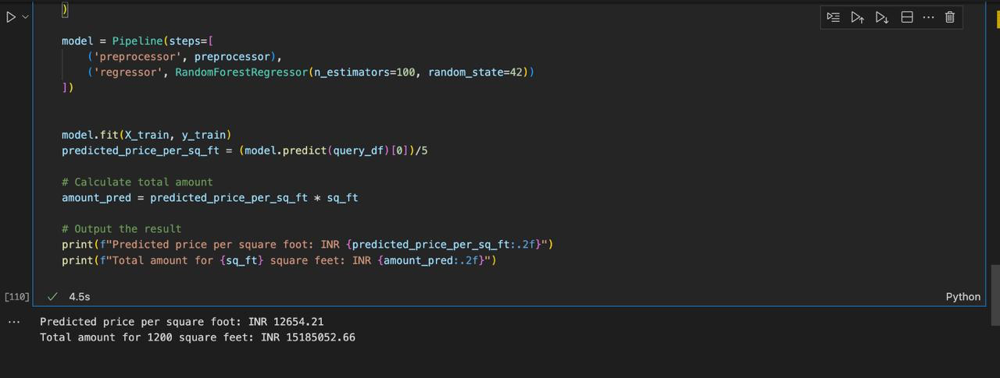 )
model = Pipeline(steps=[
    ('preprocessor', preprocessor),
    ('regressor', RandomForestRegressor(n_estimators=100, random_state=42))
])
model.fit(X_train, y_train)
predicted_price_per_sq_ft = (model.predict(query_df)[0])/5
# Calculate total amount
amount_pred = predicted_price_per_sq_ft * sq_ft
# Output the result
print(f"Predicted price per square foot: INR {predicted_price_per_sq_ft:.2f}")
print(f"Total amount for {sq_ft} square feet: INR {amount_pred:.2f}")
[110] 4.5s Python
Predicted price per square foot: INR 12654.21
Total amount for 1200 square feet: INR 15185052.66